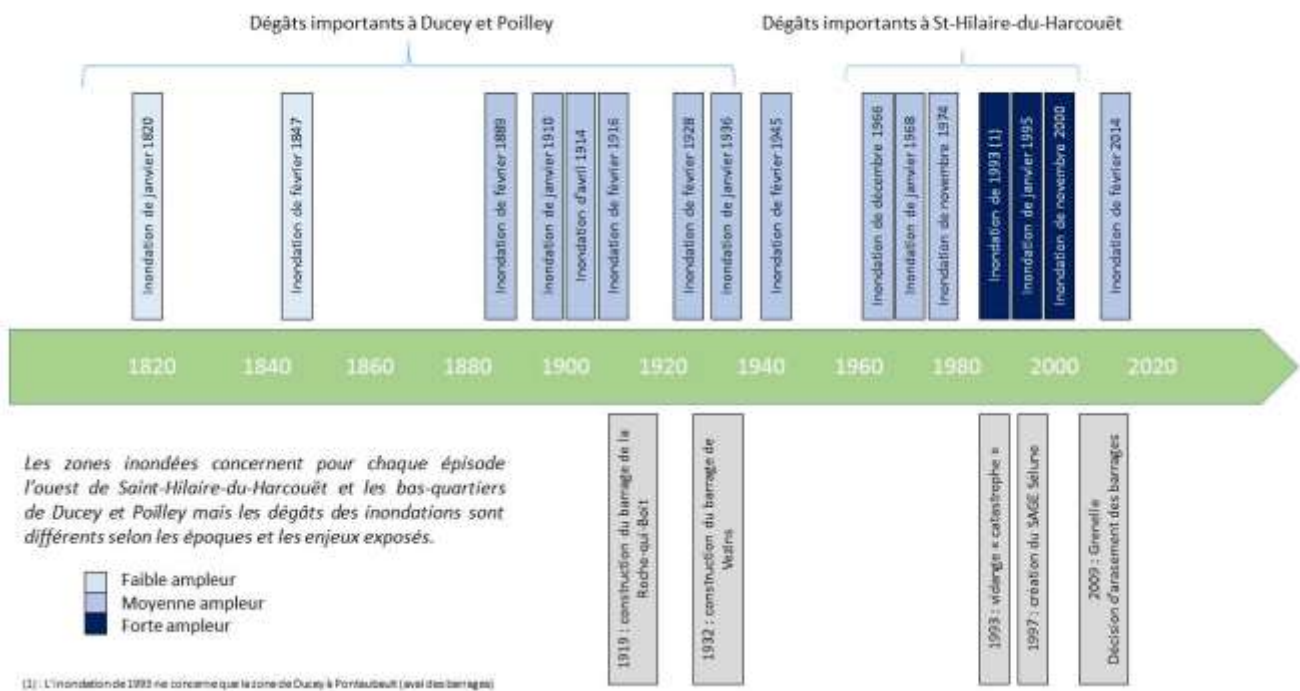 Dégâts importants à Ducey et Poilley
Dégâts importants à St-Hilaire-du-Harcouët
Inondation de janvier 1820
Inondation de février 1847
Inondation de février 1889
Inondation de janvier 1910
Inondation d'avril 1914
Inondation de février 1916
Inondation de février 1928
Inondation de janvier 1936
Inondation de février 1945
Inondation de décembre 1966
Inondation de janvier 1968
Inondation de novembre 1974
Inondation de 1993 (1)
Inondation de janvier 1995
Inondation de novembre 2000
Inondation de février 2014
1820
1840
1860
1880
1900
1920
1940
1960
1980
2000
2020
1919 : construction du barrage de la
Roche-qui-Boit
1932 : construction du barrage de
Vezins
1993 : vidange « catastrophe »
1997 : création du SAGE Sélune
2009 : Grenelle
Décision d'arasement des barrages
Les zones inondées concernent pour chaque épisode
l'ouest de Saint-Hilaire-du-Harcouët et les bas-quartiers
de Ducey et Poilley mais les dégâts des inondations sont
différents selon les époques et les enjeux exposés.
Faible ampleur
Moyenne ampleur
Forte ampleur
(1) : L'inondation de 1993 ne concerne que la zone de Ducey à Pontaubault (aval des barrages)